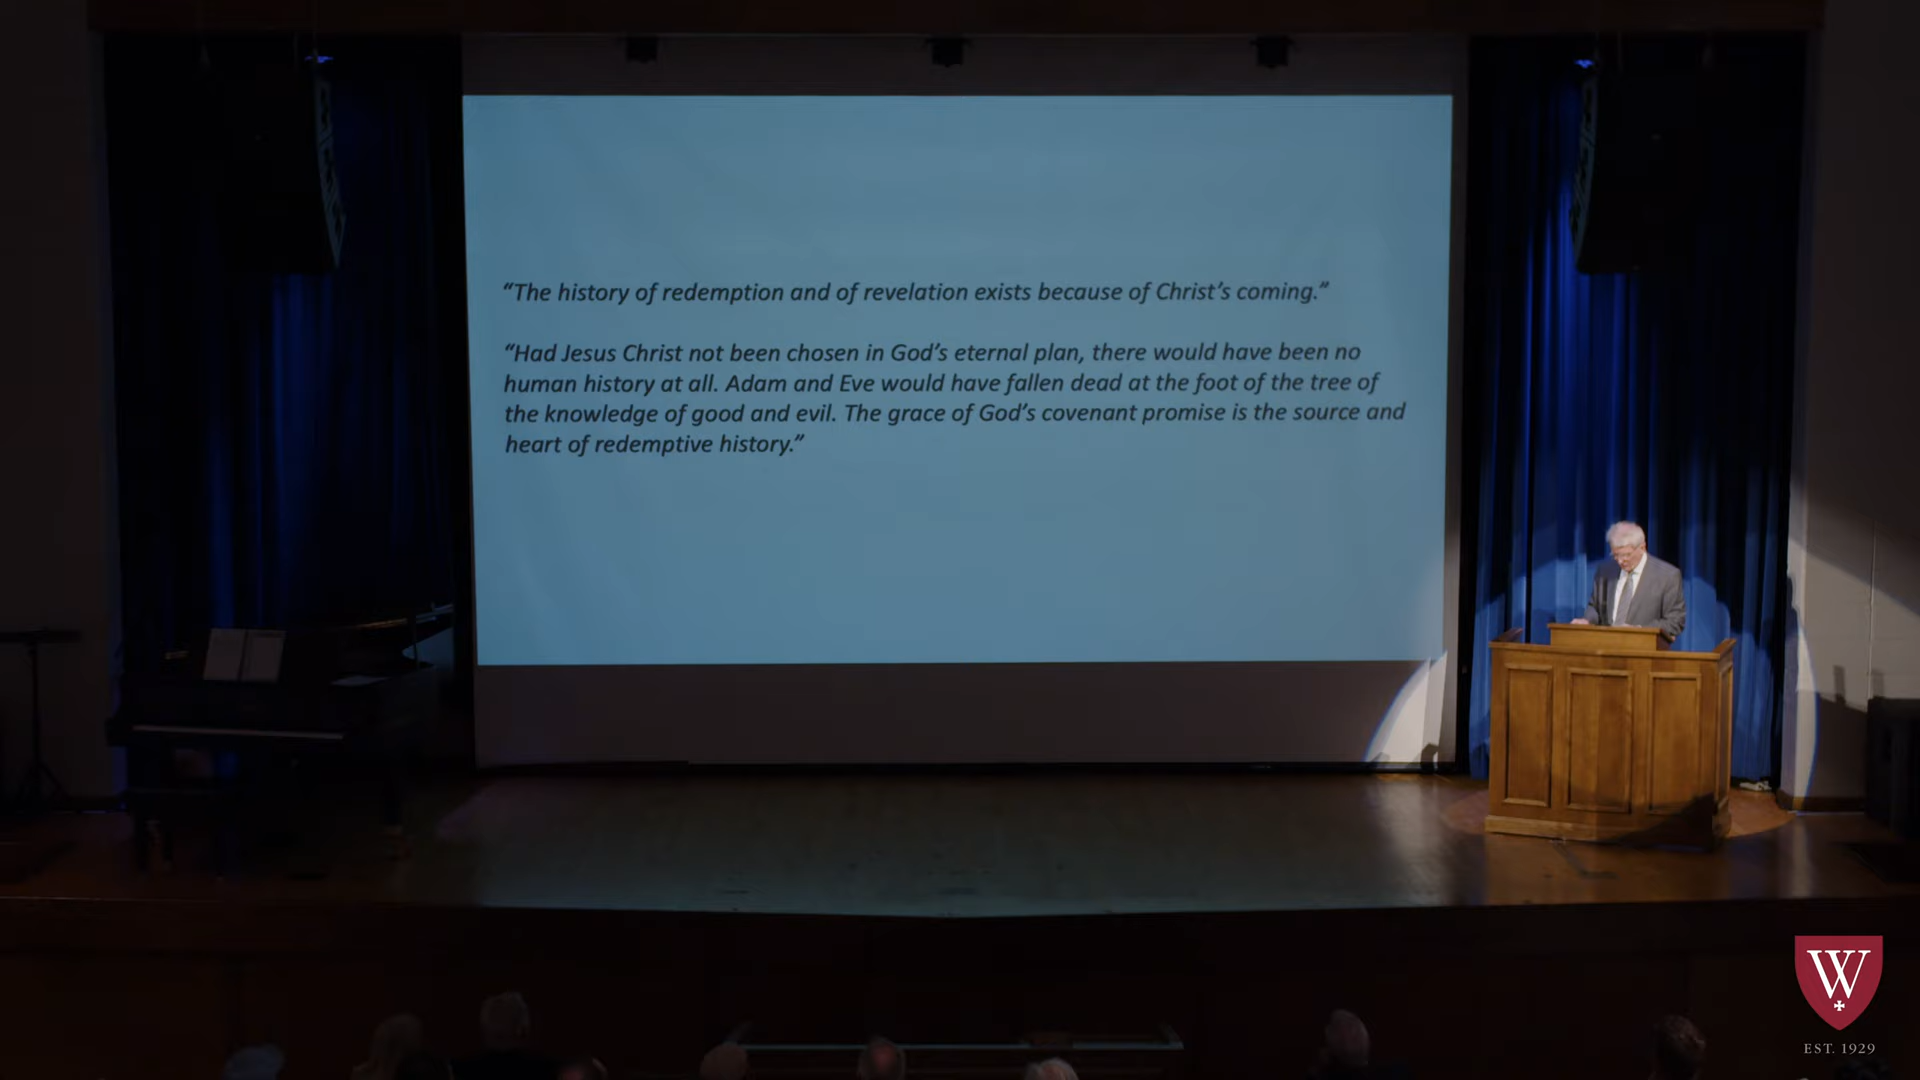 “The history of redemption and of revelation exists because of Christ’s coming.”
“Had Jesus Christ not been chosen in God’s eternal plan, there would have been no
human history at all. Adam and Eve would have fallen dead at the foot of the tree of
the knowledge of good and evil. The grace of God’s covenant promise is the source and
heart of redemptive history.”
W
EST. 1929